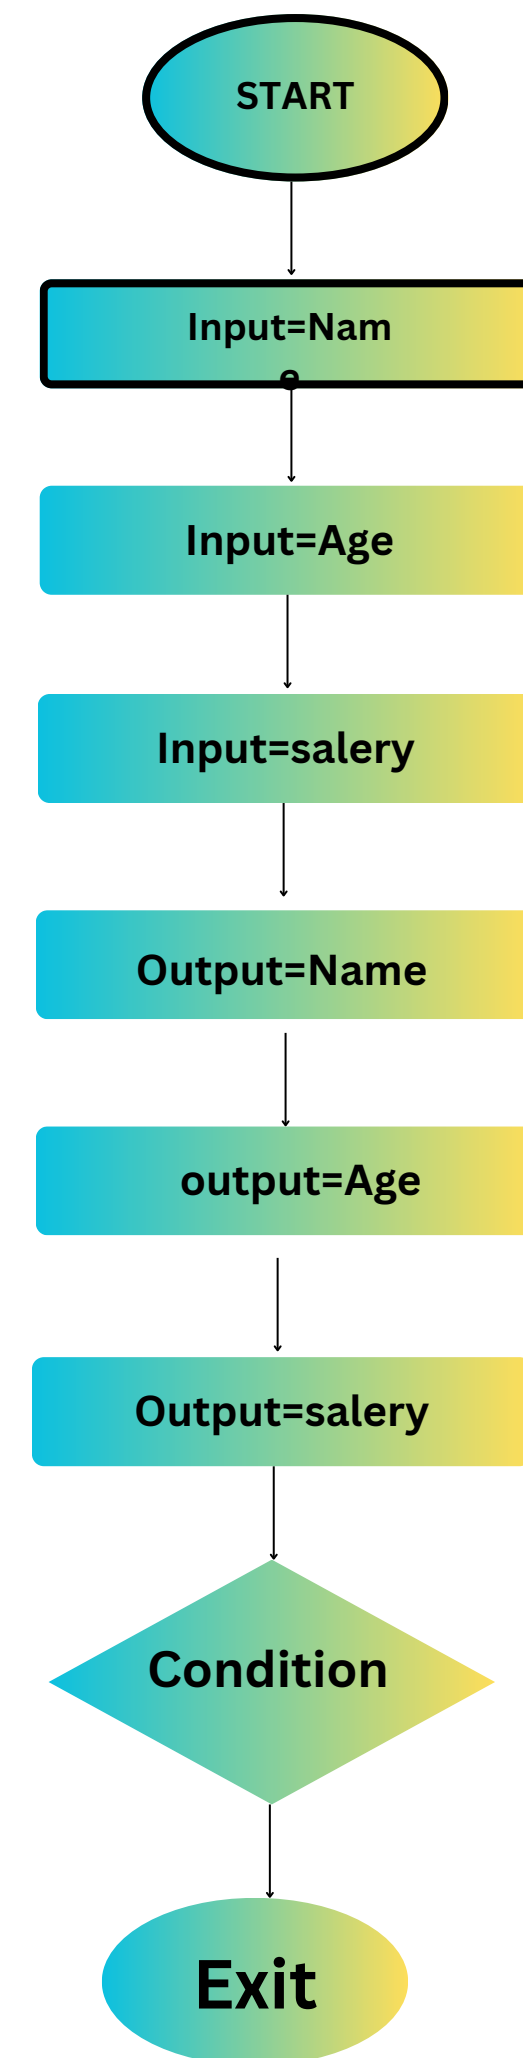 START
Input=Nam
e
Input=Age
Input=salery
Output=Name
output=Age
Output=salery
Condition
Exit